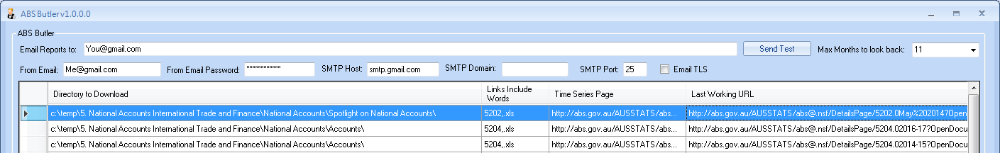 ABS Butler v1.0.0.0
ABS Butler
Email Reports to: You@gmail.com Send Test Max Months to look back: 11
From Email: Me@gmail.com From Email Password: ************ SMTP Host: smtp.gmail.com SMTP Domain: SMTP Port: 25 Email TLS
Directory to Download Links Include Words Time Series Page Last Working URL
c:\temp\5. National Accounts International Trade and Finance\National Accounts\Spotlight on National Accounts\ 5202,.xls http://abs.gov.au/AUSSTATS/abs... http://abs.gov.au/AUSSTATS/abs@.nsf/DetailsPage/5202.0May%202014?Open
c:\temp\5. National Accounts International Trade and Finance\National Accounts\Accounts\ 5204,.xls http://abs.gov.au/AUSSTATS/abs... http://abs.gov.au/AUSSTATS/abs@.nsf/DetailsPage/5204.02016-17?OpenDocu
c:\temp\5. National Accounts International Trade and Finance\National Accounts\Accounts\ 5204,.xls http://abs.gov.au/AUSSTATS/abs... http://abs.gov.au/AUSSTATS/abs@.nsf/DetailsPage/5204.02014-15?OpenDocu